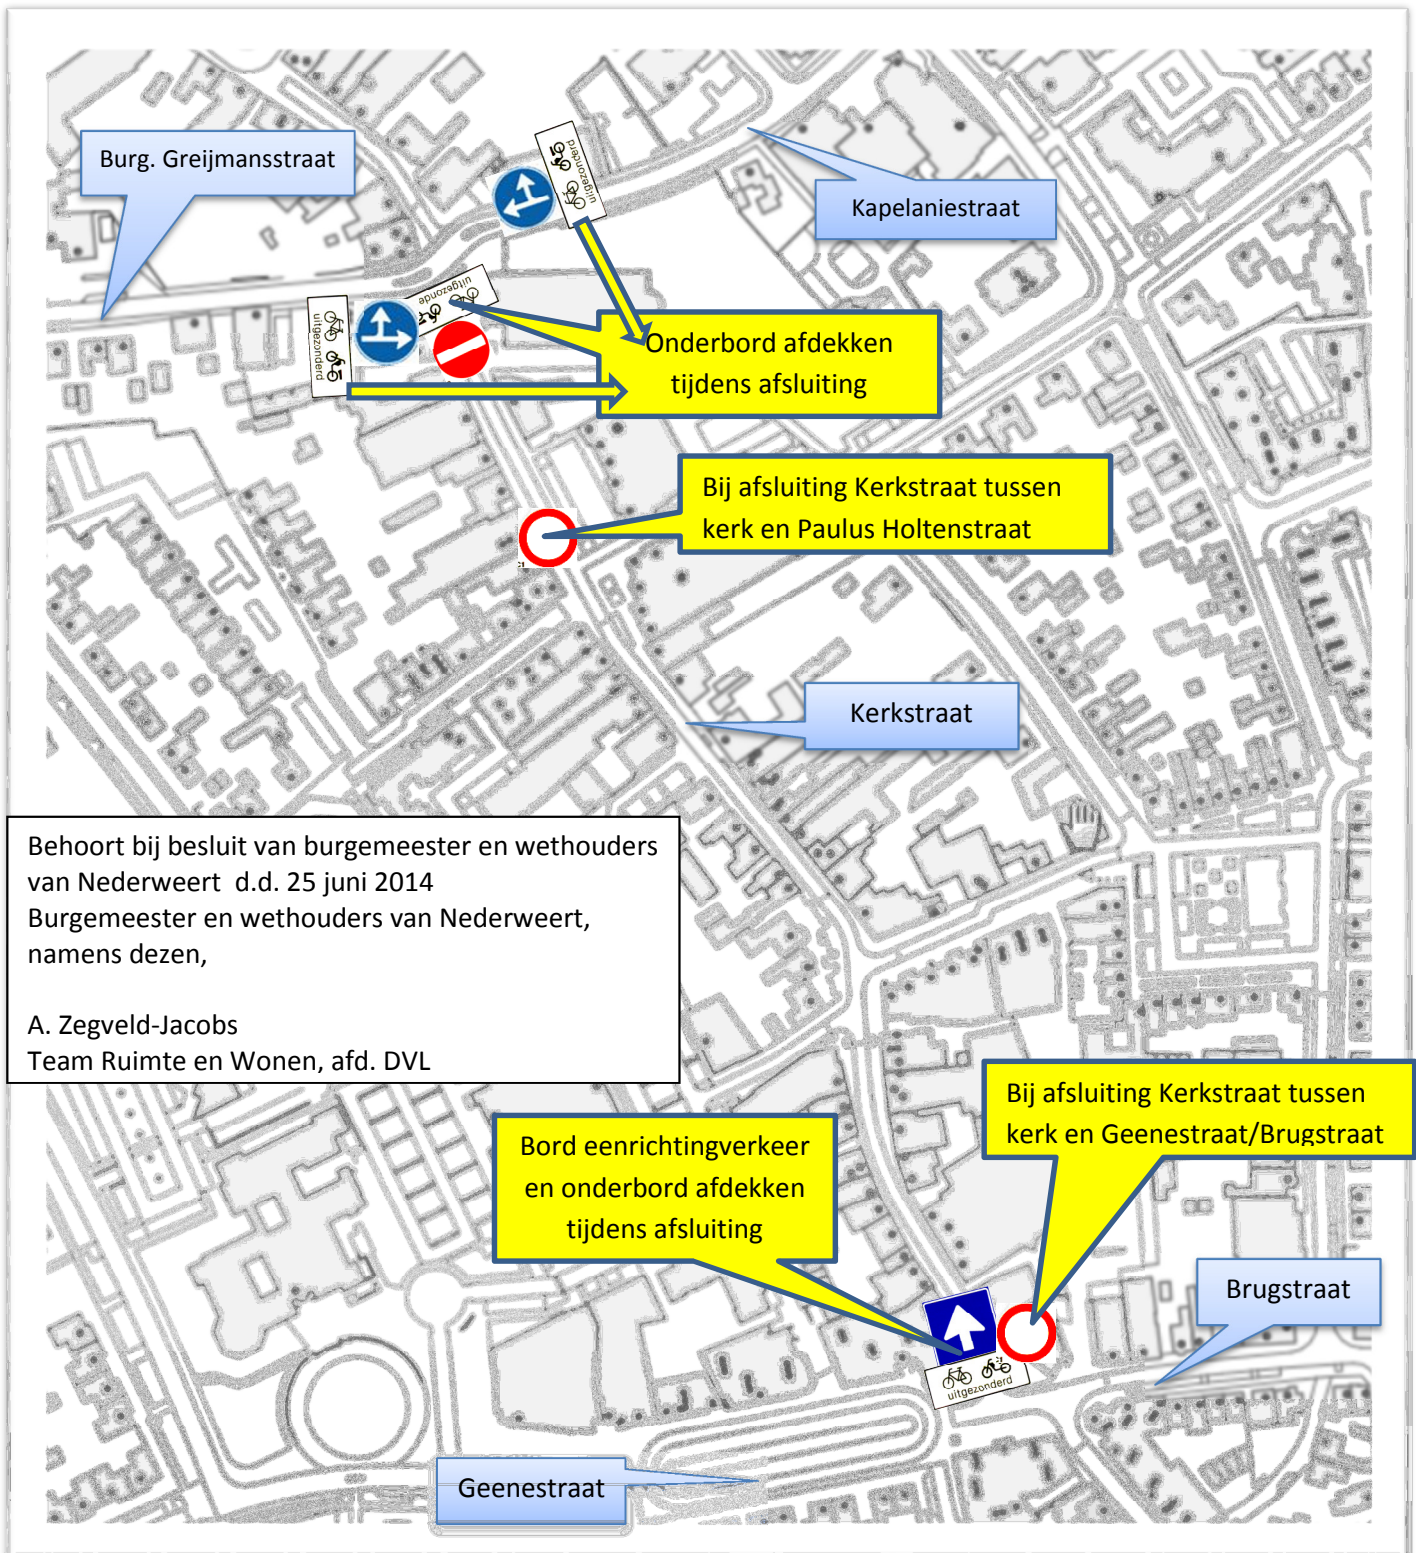 Burg. Greijmansstraat
uitgezonderd
Kapelaniestraat
uitgezonde
uitgezonderd
Onderbord afdekken
tijdens afsluiting
Bij afsluiting Kerkstraat tussen
kerk en Paulus Holtenstraat
Kerkstraat
Behoort bij besluit van burgemeester en wethouders
van Nederweert d.d. 25 juni 2014
Burgemeester en wethouders van Nederweert,
namens dezen,
A. Zegveld-Jacobs
Team Ruimte en Wonen, afd. DVL
Bij afsluiting Kerkstraat tussen
kerk en Geenestraat/Brugstraat
Bord eenrichtingverkeer
en onderbord afdekken
tijdens afsluiting
Brugstraat
uitgezonderd
Geenestraat